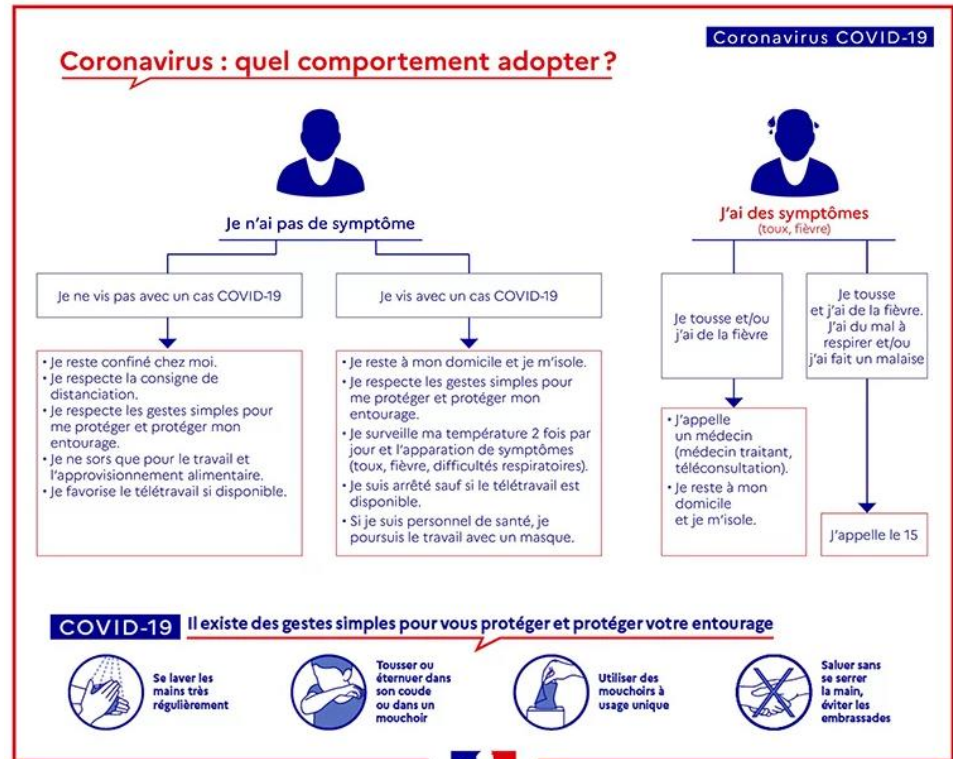 Coronavirus COVID-19
Coronavirus : quel comportement adopter ?
Je n'ai pas de symptôme
Je ne vis pas avec un cas COVID-19
• Je reste confiné chez moi.
• Je respecte la consigne de
distanciation.
• Je respecte les gestes simples pour
me protéger et protéger mon
entourage.
• Je ne sors que pour le travail et
l'approvisionnement alimentaire.
• Je favorise le télétravail si disponible.
Je vis avec un cas COVID-19
• Je reste à mon domicile et je m'isole.
• Je respecte les gestes simples pour
me protéger et protéger mon
entourage.
• Je surveille ma température 2 fois par
jour et l'apparation de symptômes
(toux, fièvre, difficultés respiratoires).
• Je suis arrêté sauf si le télétravail est
disponible.
• Si je suis personnel de santé, je
poursuis le travail avec un masque.
J'ai des symptômes
(toux, fièvre)
Je tousse et/ou
j'ai de la fièvre
• J'appelle
un médecin
(médecin traitant,
téléconsultation).
• Je reste à mon
domicile
et je m'isole.
Je tousse
et j'ai de la fièvre.
J'ai du mal à
respirer et/ou
j'ai fait un malaise
J'appelle le 15
COVID-19 Il existe des gestes simples pour vous protéger et protéger votre entourage
Se laver les
mains très
régulièrement
Tousser ou
éternuer dans
son coude
ou dans un
mouchoir
Utiliser des
mouchoirs à
usage unique
Saluer sans
se serrer
la main,
éviter les
embrassades